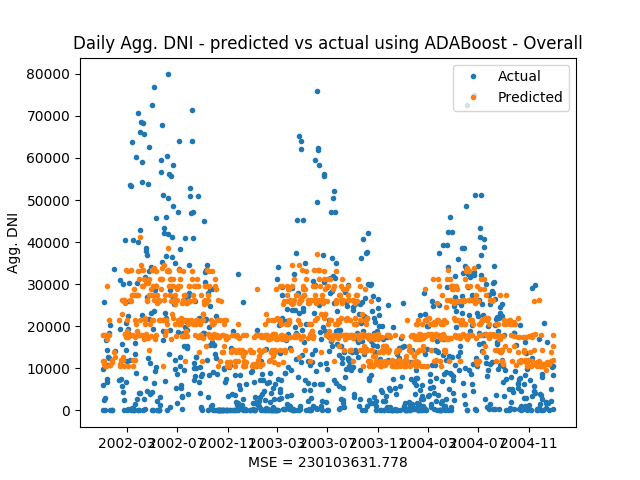 Daily Agg. DNI - predicted vs actual using ADABoost - Overall
Actual
Predicted
80000
70000
60000
50000
40000
30000
20000
10000
0
Agg. DNI
2002-03 2002-07 2002-11 2003-03 2003-07 2003-11 2004-03 2004-07 2004-11
MSE = 230103631.778